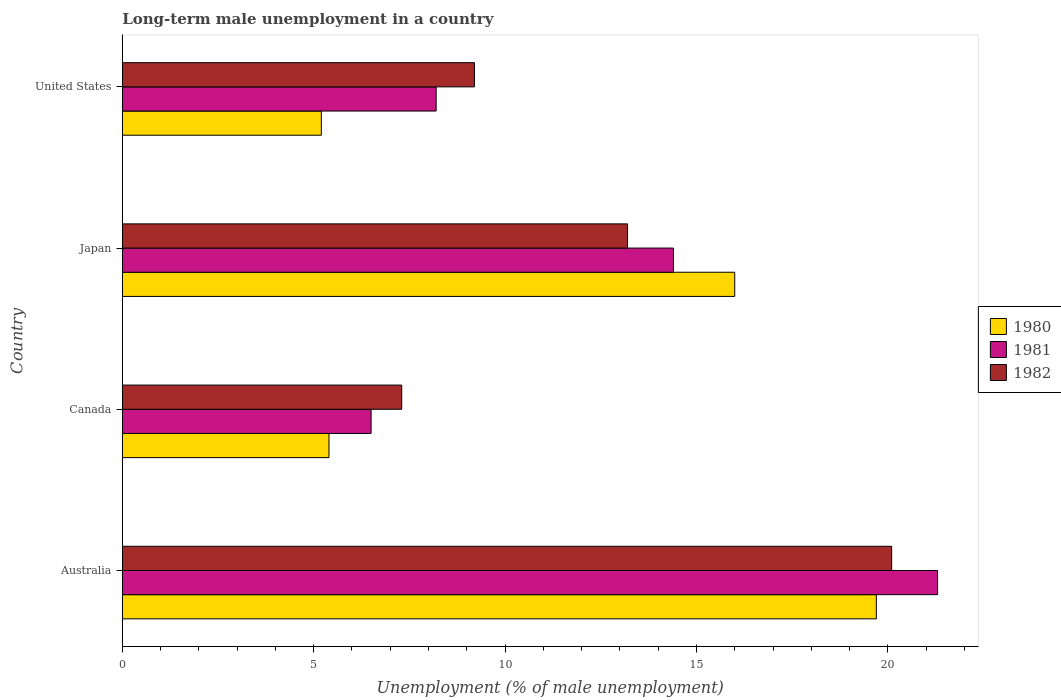 Long-term male unemployment in a country
Country
United States
Japan
Canada
Australia
0
5
10
15
20
Unemployment (% of male unemployment)
1980
1981
1982